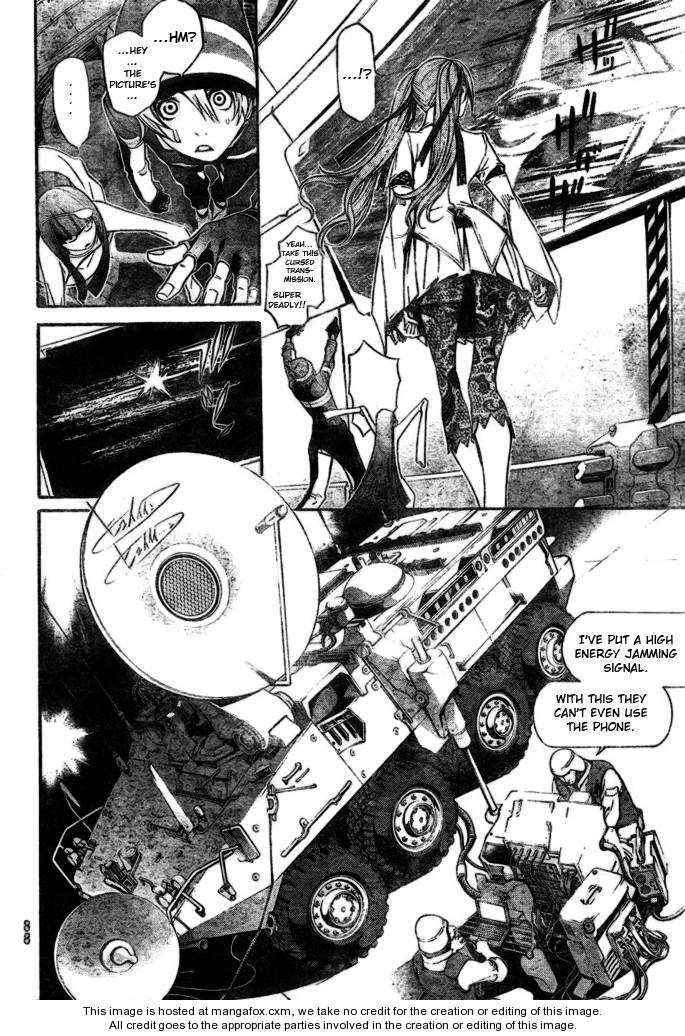 ...!?
YEAH...
TAKE THIS
CURSED
TRANS-
MISSION.
SUPER
DEADLY!!
...HM?
...HEY
...
THE
PICTURE'S
...
...
I'VE PUT A HIGH
ENERGY JAMMING
SIGNAL.
WITH THIS THEY
CAN'T EVEN USE
THE PHONE.
88
This image is hosted at mangafox.cxm, we take no credit for the creation or editing of this image.
All credit goes to the appropriate parties involved in the creation or editing of this image.